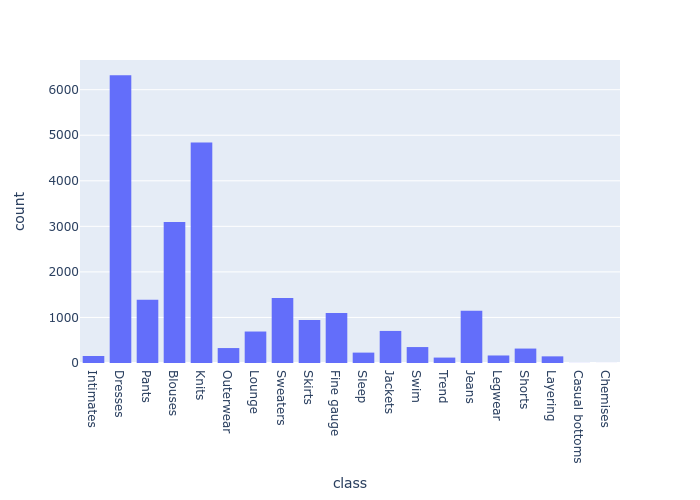 6000
5000
4000
3000
2000
1000
0
count
Intimates
Dresses
Pants
Blouses
Knits
Outerwear
Lounge
Sweaters
Skirts
Fine gauge
Sleep
Jackets
Swim
Trend
Jeans
Legwear
Shorts
Layering
Casual bottoms
Chemises
class